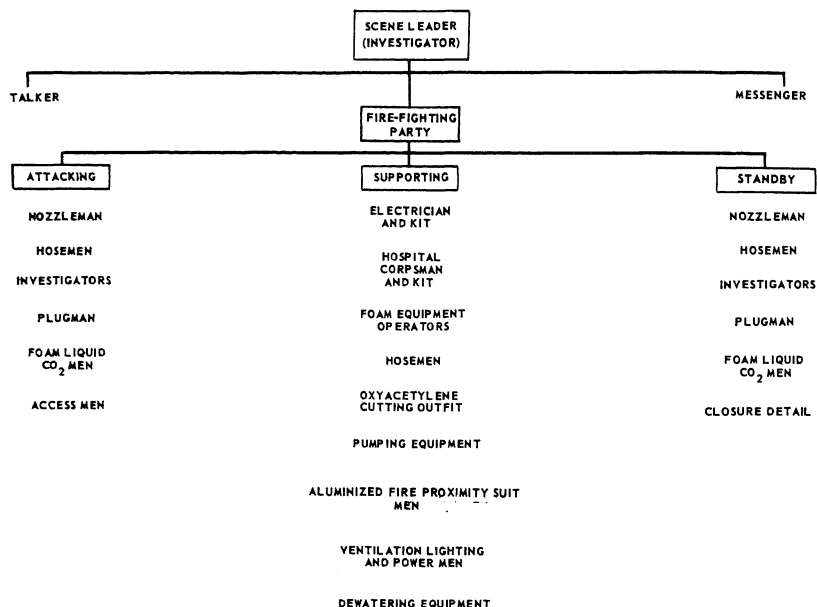 SCENE LEADER
(INVESTIGATOR)
TALKER
MESSENGER
FIRE-FIGHTING
PARTY
ATTACKING
NOZZLEMAN
HOSEMEN
INVESTIGATORS
PLUGMAN
FOAM LIQUID
CO2 MEN
ACCESS MEN
SUPPORTING
ELECTRICIAN
AND KIT
HOSPITAL
CORPSMAN
AND KIT
FOAM EQUIPMENT
OPERATORS
HOSEMEN
OXYACETYLENE
CUTTING OUTFIT
PUMPING EQUIPMENT
ALUMINIZED FIRE PROXIMITY SUIT
MEN
VENTILATION LIGHTING
AND POWER MEN
DEWATERING EQUIPMENT
STANDBY
NOZZLEMAN
HOSEMEN
INVESTIGATORS
PLUGMAN
FOAM LIQUID
CO2 MEN
CLOSURE DETAIL